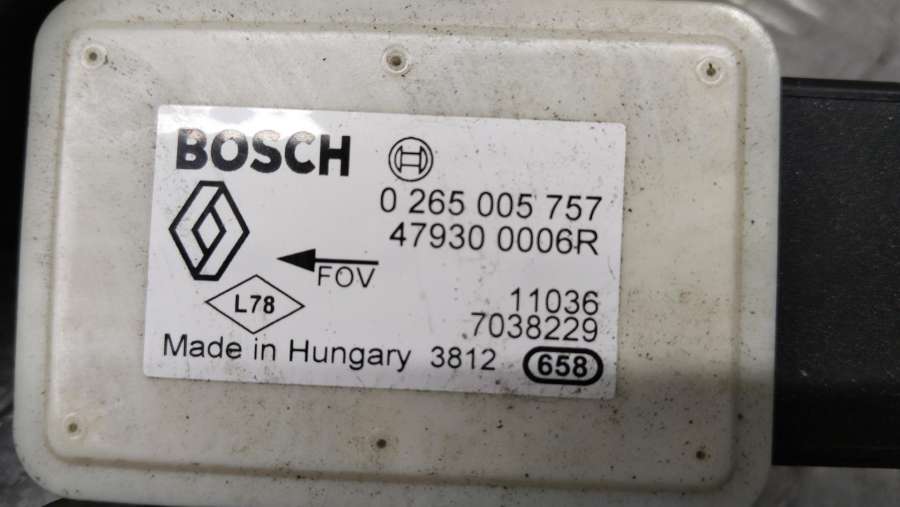 BOSCH
0 265 005 757
47930 0006R
FOV
L78
11036
7038229
Made in Hungary 3812 658